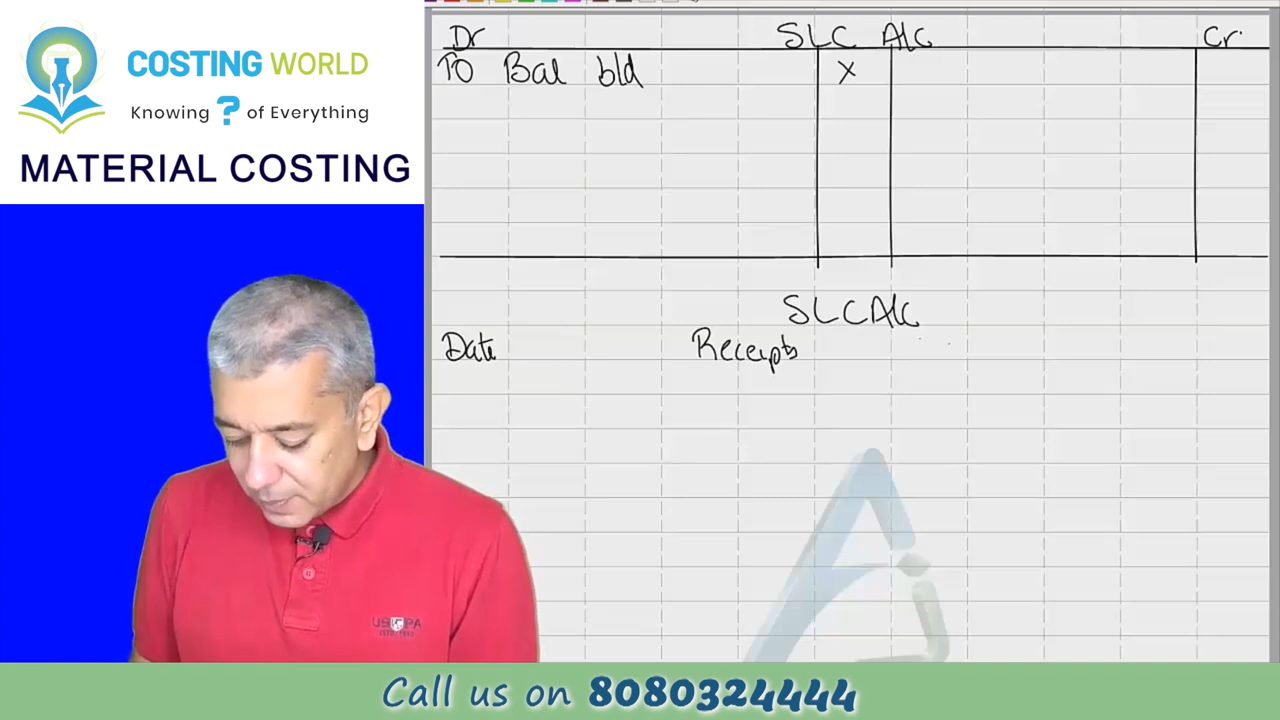 COSTING WORLD
Knowing ? of Everything
MATERIAL COSTING
Dr SLC A/c Cr.
To Bal b/d x
SLC A/c
Date Receipts
Call us on 8080324444